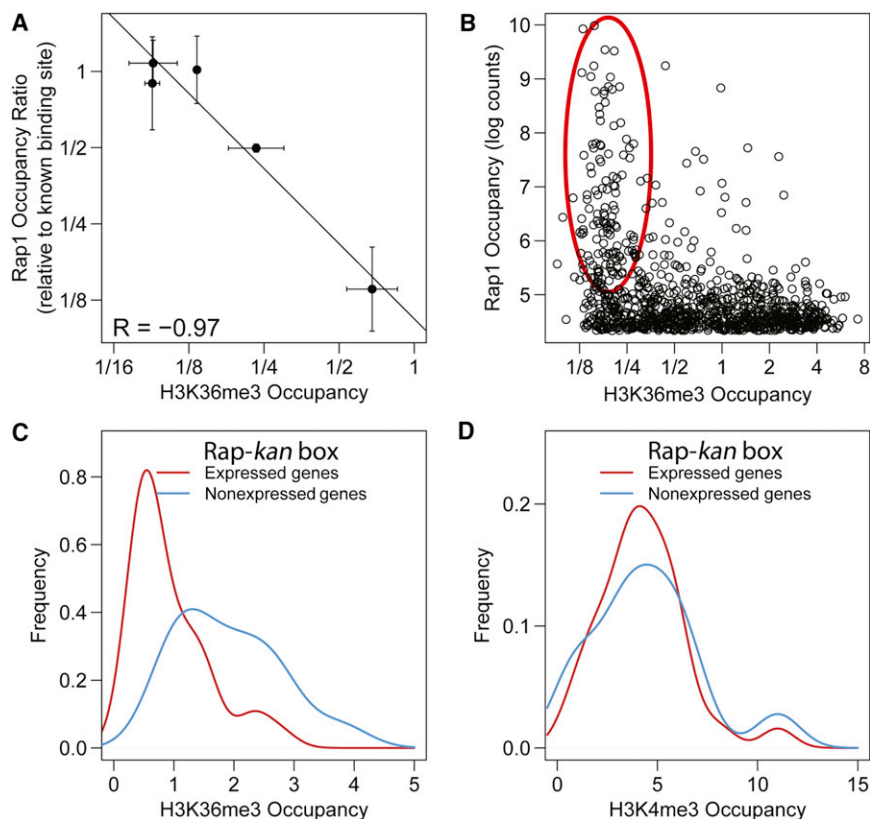 A
Rap1 Occupancy Ratio
(relative to known binding site)
1
1/2
1/4
1/8
R = −0.97
1/16 1/8 1/4 1/2 1
H3K36me3 Occupancy
B
Rap1 Occupancy (log counts)
10
9
8
7
6
5
1/8 1/4 1/2 1 2 4 8
H3K36me3 Occupancy
C
Rap-kan box
Expressed genes
Nonexpressed genes
Frequency
0.8
0.6
0.4
0.2
0.0
0 1 2 3 4 5
H3K36me3 Occupancy
D
Rap-kan box
Expressed genes
Nonexpressed genes
Frequency
0.2
0.1
0.0
0 5 10 15
H3K4me3 Occupancy